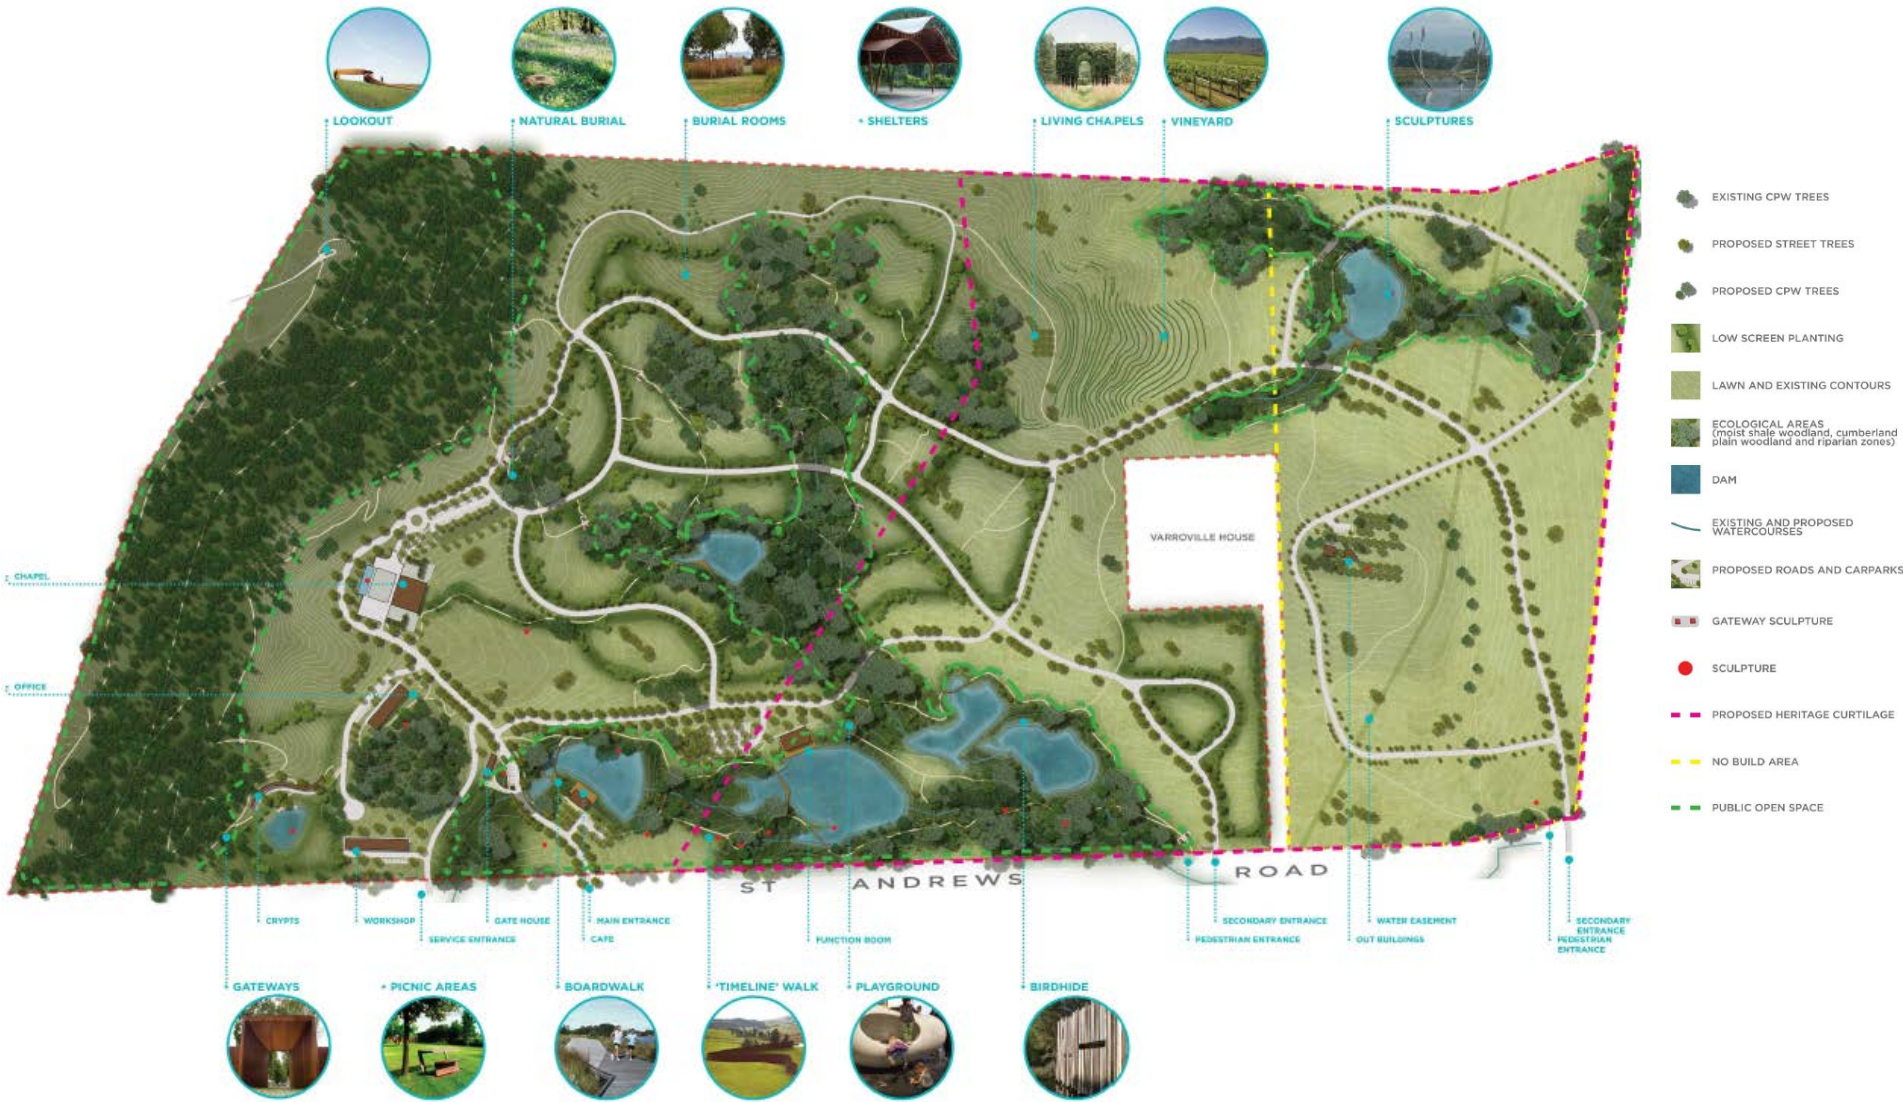 LOOKOUT
NATURAL BURIAL
BURIAL ROOMS
* SHELTERS
LIVING CHAPELS
VINEYARD
SCULPTURES
EXISTING CPW TREES
PROPOSED STREET TREES
PROPOSED CPW TREES
LOW SCREEN PLANTING
LAWN AND EXISTING CONTOURS
ECOLOGICAL AREAS
(moist shale woodland, cumberland
plain woodland and riparian zones)
DAM
EXISTING AND PROPOSED
WATERCOURSES
PROPOSED ROADS AND CARPARKS
GATEWAY SCULPTURE
SCULPTURE
PROPOSED HERITAGE CURTILAGE
NO BUILD AREA
PUBLIC OPEN SPACE
VARROVILLE HOUSE
CHAPEL
OFFICE
ST ANDREWS ROAD
CRYPTS
WORKSHOP
SERVICE ENTRANCE
GATE HOUSE
MAIN ENTRANCE
CAFE
FUNCTION ROOM
SECONDARY ENTRANCE
PEDESTRIAN ENTRANCE
WATER EASEMENT
OUT BUILDINGS
SECONDARY
ENTRANCE
PEDESTRIAN
ENTRANCE
GATEWAYS
* PICNIC AREAS
BOARDWALK
'TIMELINE' WALK
PLAYGROUND
BIRDHIDE